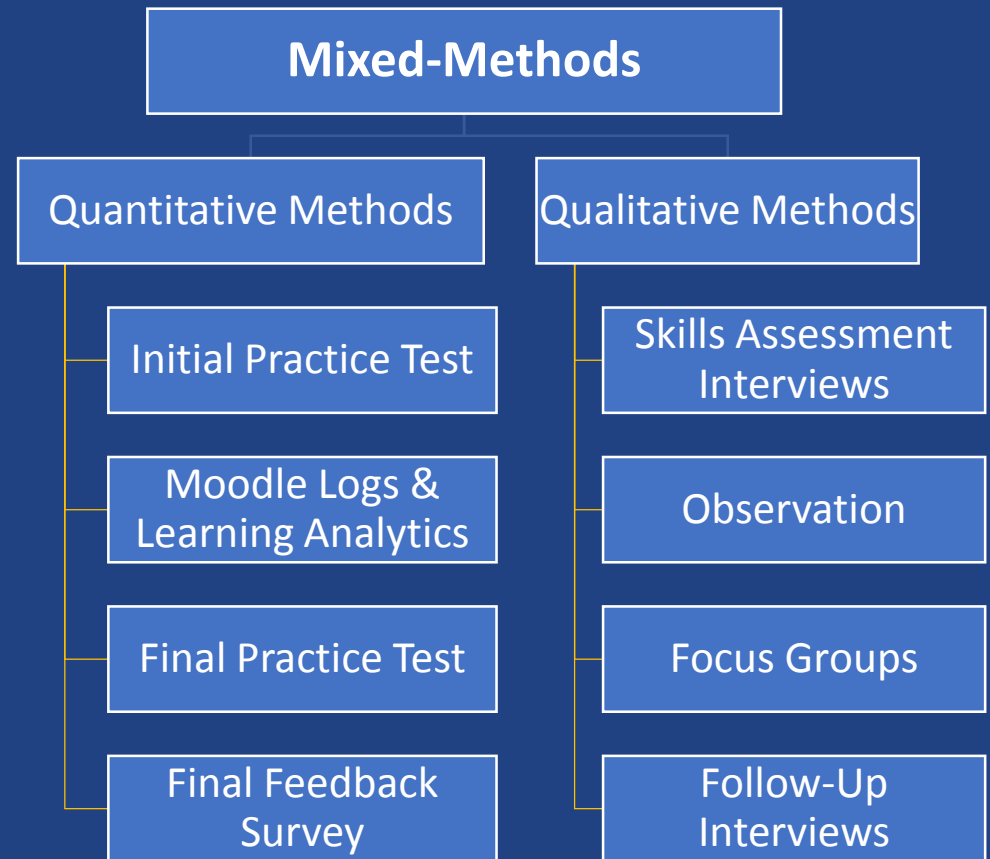 Mixed-Methods
Quantitative Methods
Initial Practice Test
Moodle Logs &
Learning Analytics
Final Practice Test
Final Feedback
Survey
Qualitative Methods
Skills Assessment
Interviews
Observation
Focus Groups
Follow-Up
Interviews